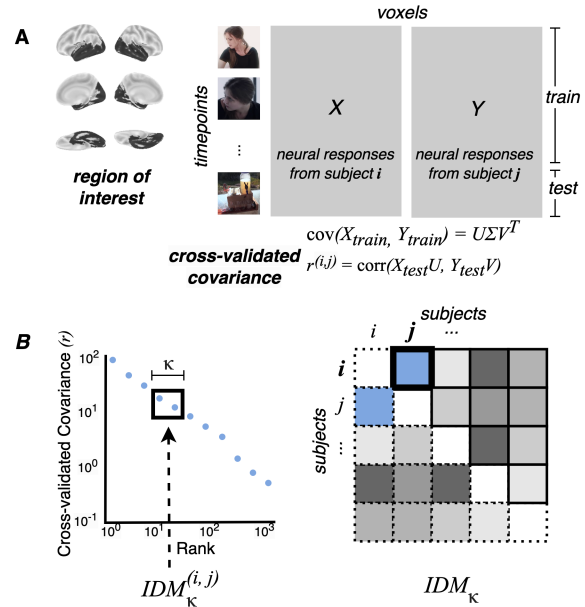 A
voxels
timepoints
...
X
Y
neural responses
from subject i
neural responses
from subject j
train
test
region of
interest
cov(X_train, Y_train) = UΣV^T
cross-validated
covariance
r^(i,j) = corr(X_test U, Y_test V)
B
Cross-validated Covariance (r)
10^2
10^1
10^0
10^-1
κ
10^0
10^1
10^2
10^3
Rank
IDM_κ^(i, j)
subjects
i
j
...
subjects
i
j
...
IDM_κ